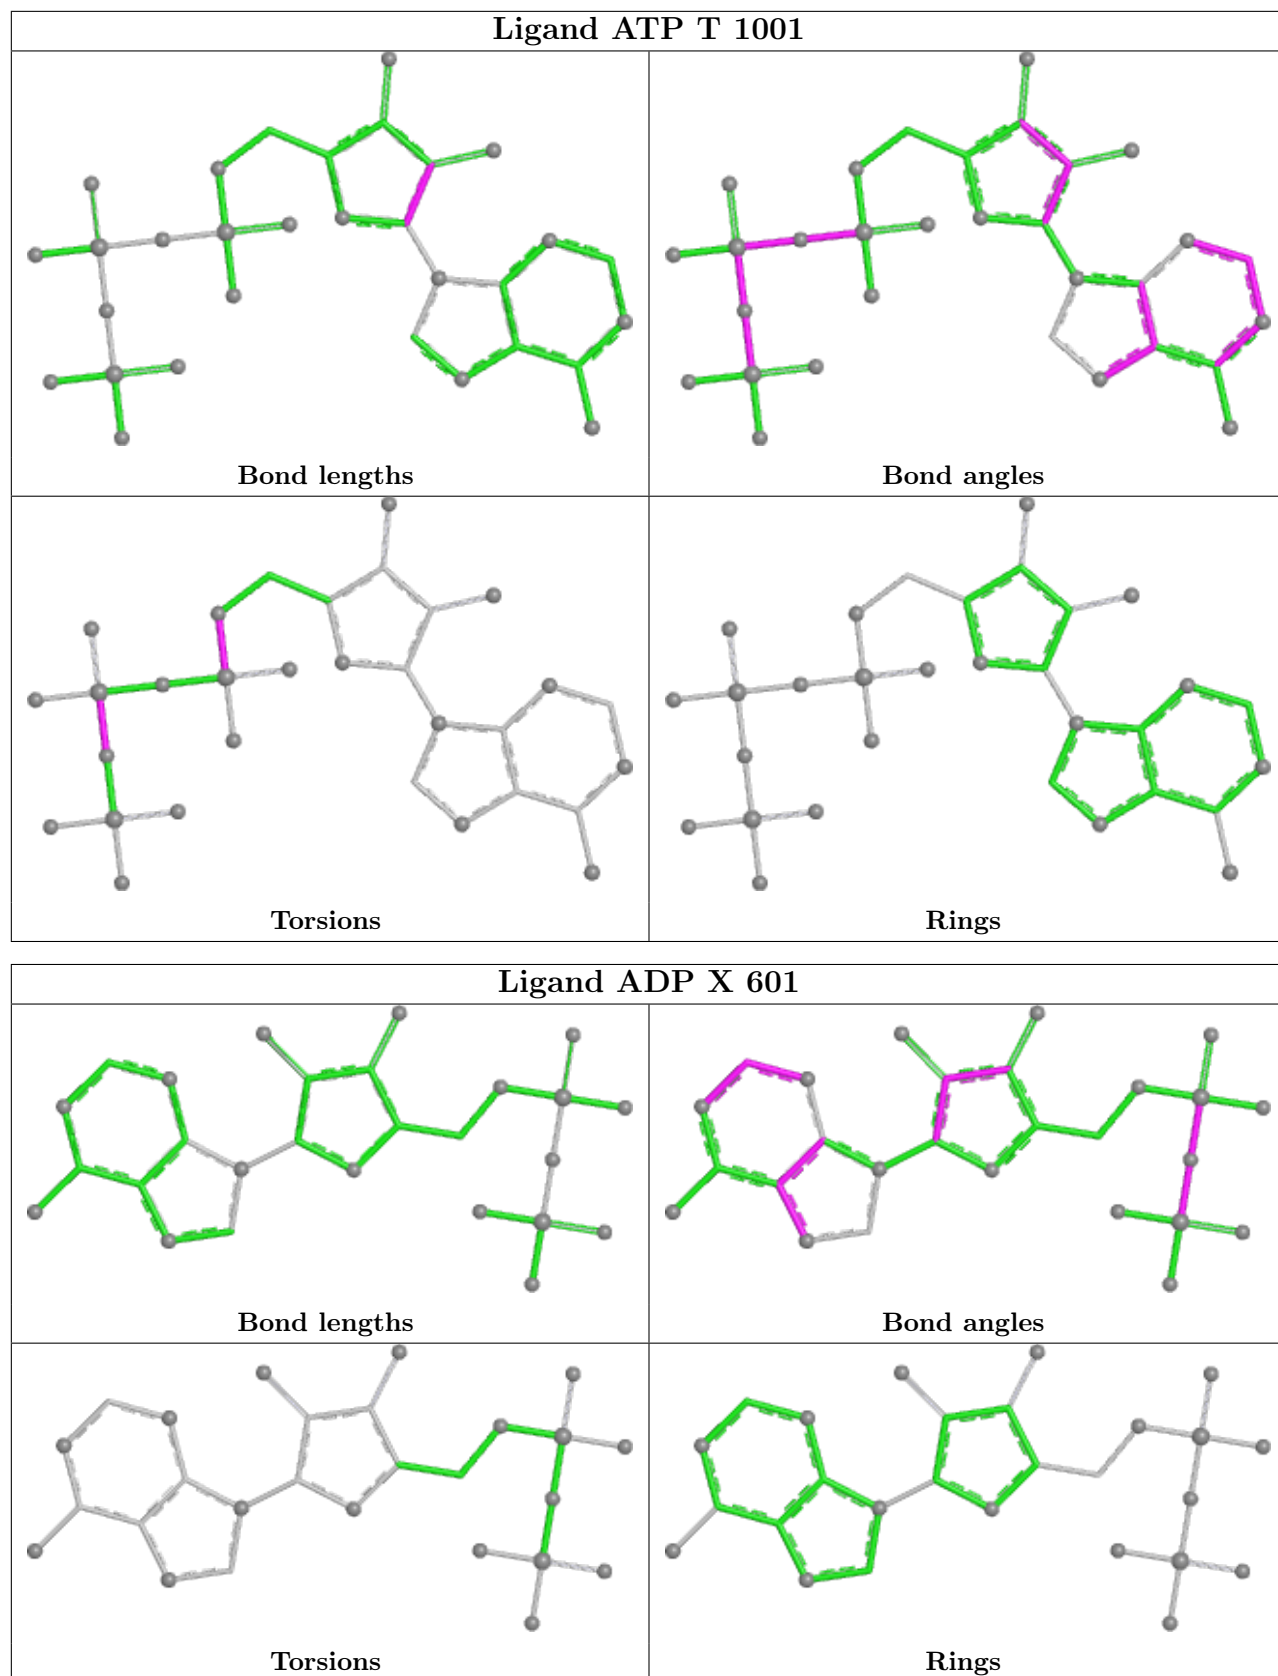 Ligand ATP T 1001
Bond lengths
Bond angles
Torsions
Rings
Ligand ADP X 601
Bond lengths
Bond angles
Torsions
Rings